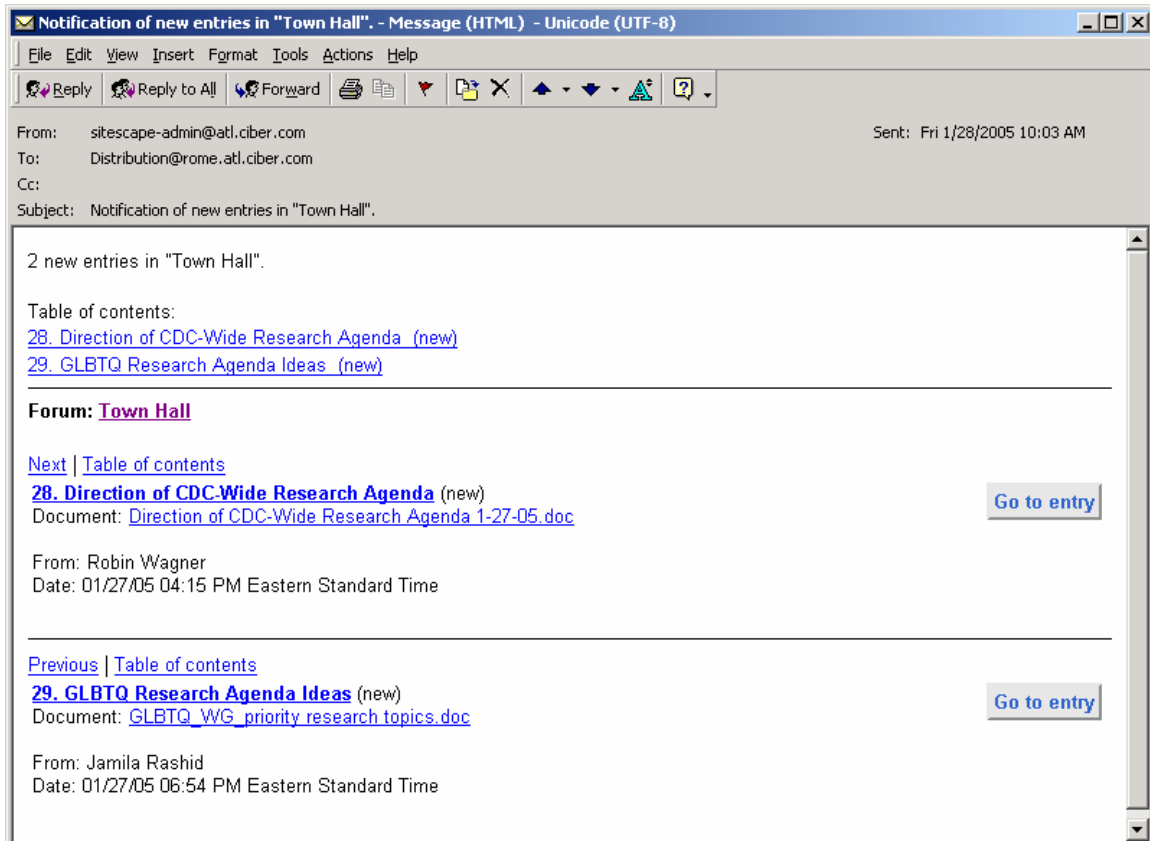 Notification of new entries in "Town Hall". - Message (HTML) - Unicode (UTF-8)
File Edit View Insert Format Tools Actions Help
Reply Reply to All Forward
From: sitescape-admin@atl.ciber.com Sent: Fri 1/28/2005 10:03 AM
To: Distribution@rome.atl.ciber.com
Cc:
Subject: Notification of new entries in "Town Hall".
2 new entries in "Town Hall".
Table of contents:
28. Direction of CDC-Wide Research Agenda (new)
29. GLBTQ Research Agenda Ideas (new)
Forum: Town Hall
Next | Table of contents
28. Direction of CDC-Wide Research Agenda (new)
Go to entry
Document: Direction of CDC-Wide Research Agenda 1-27-05.doc
From: Robin Wagner
Date: 01/27/05 04:15 PM Eastern Standard Time
Previous | Table of contents
29. GLBTQ Research Agenda Ideas (new)
Go to entry
Document: GLBTQ_WG_priority research topics.doc
From: Jamila Rashid
Date: 01/27/05 06:54 PM Eastern Standard Time